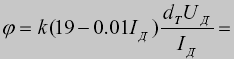 φ = k(19 − 0.01I_Д) d_T U_Д / I_Д =